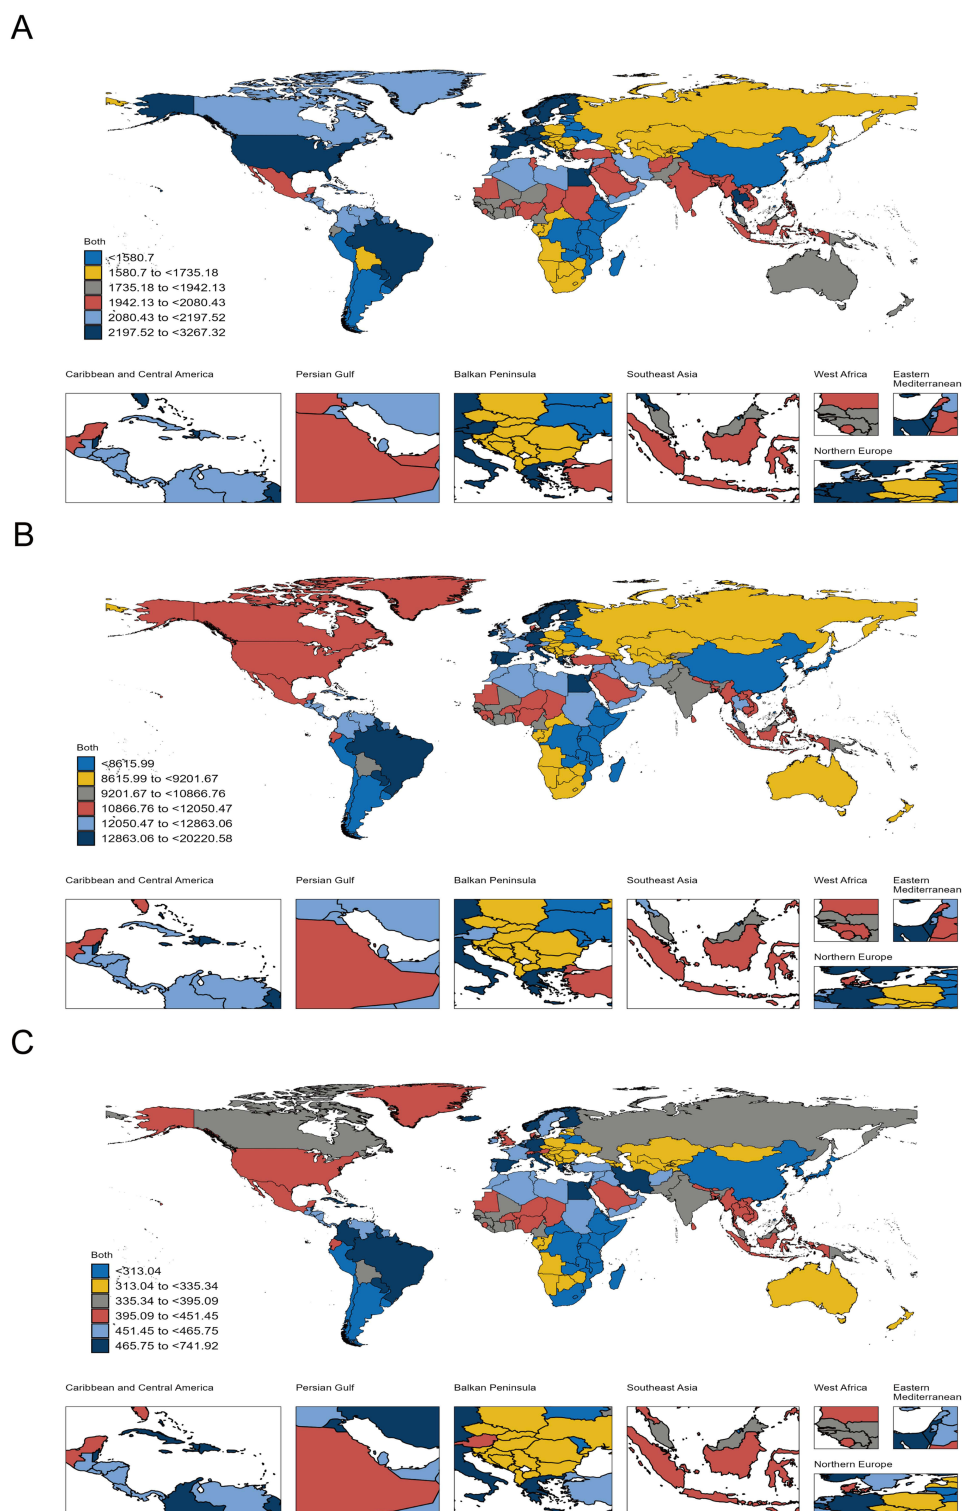 A
Both
<1580.7
1580.7 to <1735.18
1735.18 to <1942.13
1942.13 to <2080.43
2080.43 to <2197.52
2197.52 to <3267.32
Caribbean and Central America
Persian Gulf
Balkan Peninsula
Southeast Asia
West Africa
Eastern
Mediterranean
Northern Europe
B
Both
<8615.99
8615.99 to <9201.67
9201.67 to <10866.76
10866.76 to <12050.47
12050.47 to <12863.06
12863.06 to <20220.58
Caribbean and Central America
Persian Gulf
Balkan Peninsula
Southeast Asia
West Africa
Eastern
Mediterranean
Northern Europe
C
Both
<313.04
313.04 to <335.34
335.34 to <395.09
395.09 to <451.45
451.45 to <465.75
465.75 to <741.92
Caribbean and Central America
Persian Gulf
Balkan Peninsula
Southeast Asia
West Africa
Eastern
Mediterranean
Northern Europe